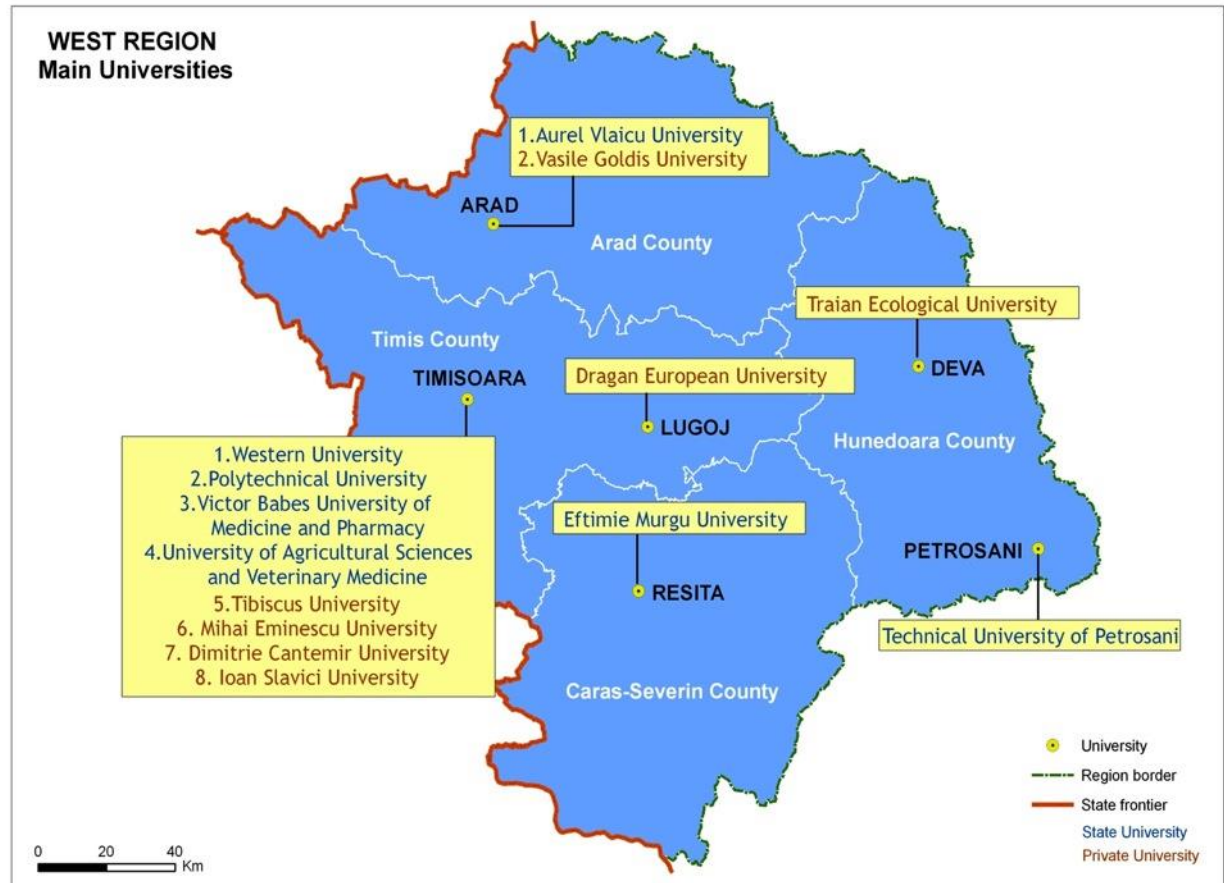 WEST REGION
Main Universities
1.Aurel Vlaicu University
2.Vasile Goldis University
ARAD
Arad County
Traian Ecological University
Timis County
DEVA
TIMISOARA
Dragan European University
LUGOJ
Hunedoara County
1.Western University
2.Polytechnical University
3.Victor Babes University of
Medicine and Pharmacy
4.University of Agricultural Sciences
and Veterinary Medicine
5.Tibiscus University
6. Mihai Eminescu University
7. Dimitrie Cantemir University
8. Ioan Slavici University
Eftimie Murgu University
RESITA
PETROSANI
Technical University of Petrosani
Caras-Severin County
University
Region border
State frontier
State University
Private University
0 20 40
Km